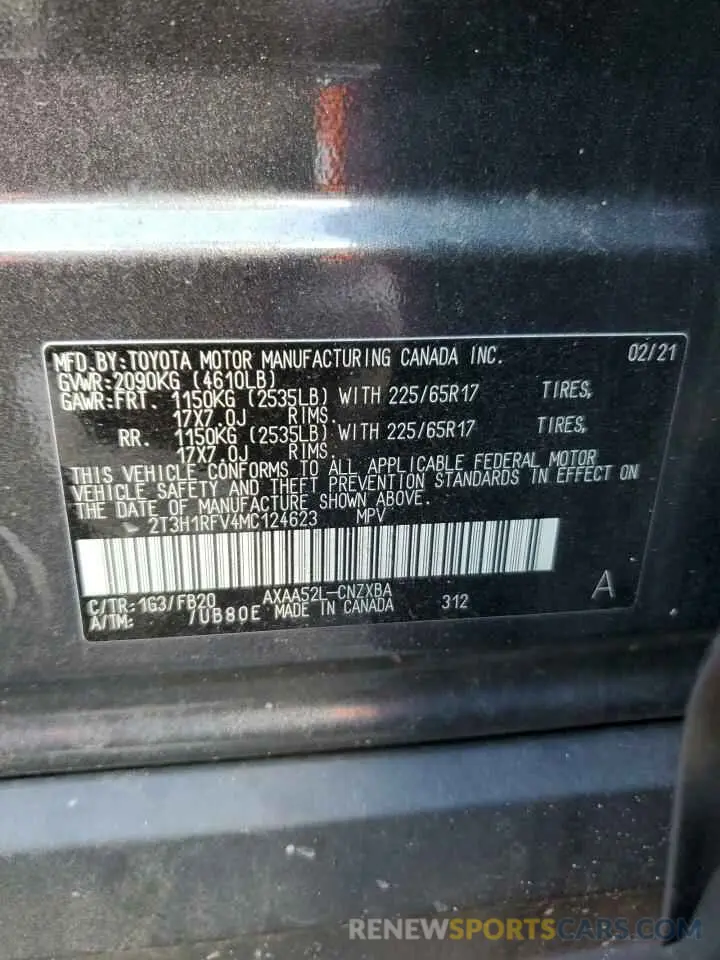 MFD.BY:TOYOTA MOTOR MANUFACTURING CANADA INC. 02/21
GVWR:2090KG (4610LB)
GAWR:FRT. 1150KG (2535LB) WITH 225/65R17 TIRES,
17X7.0J RIMS.
RR. 1150KG (2535LB) WITH 225/65R17 TIRES,
17X7.0J RIMS.
THIS VEHICLE CONFORMS TO ALL APPLICABLE FEDERAL MOTOR
VEHICLE SAFETY AND THEFT PREVENTION STANDARDS IN EFFECT ON
THE DATE OF MANUFACTURE SHOWN ABOVE.
2T3H1RFV4MC124623 MPV
C/TR:1G3/FB20 AXAA52L-CNZXBA A
A/TM: /UB80E MADE IN CANADA 312
RENEWSPORTSCARS.COM